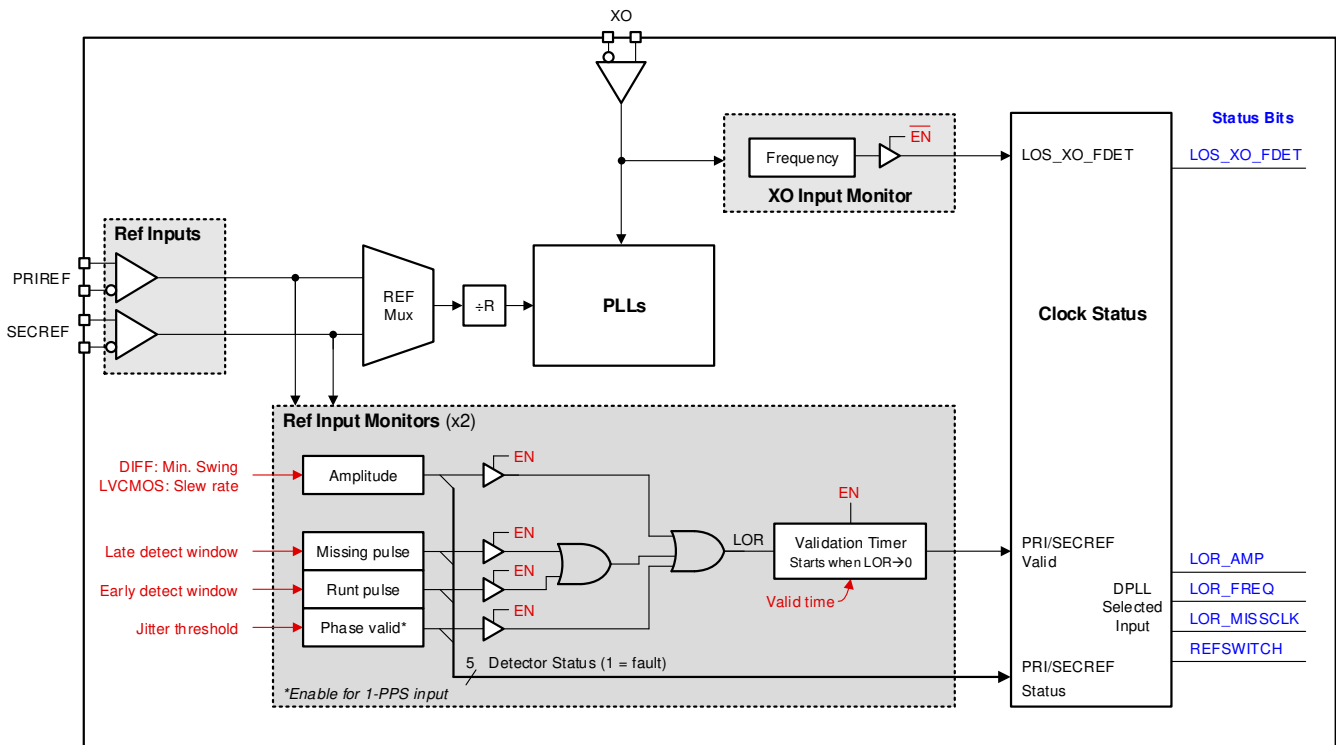 XO
Status Bits
EN
Frequency
LOS_XO_FDET
LOS_XO_FDET
XO Input Monitor
Ref Inputs
PRIREF
SECREF
REF
Mux
÷R
PLLs
Clock Status
Ref Input Monitors (x2)
DIFF: Min. Swing
LVCMOS: Slew rate
Amplitude
EN
EN
Late detect window
Missing pulse
EN
LOR
Validation Timer
Starts when LOR→0
PRI/SECREF
Valid
LOR_AMP
Early detect window
Runt pulse
EN
Valid time
DPLL
Selected
Input
LOR_FREQ
Jitter threshold
Phase valid*
EN
LOR_MISSCLK
REFSWITCH
5 Detector Status (1 = fault)
PRI/SECREF
Status
*Enable for 1-PPS input